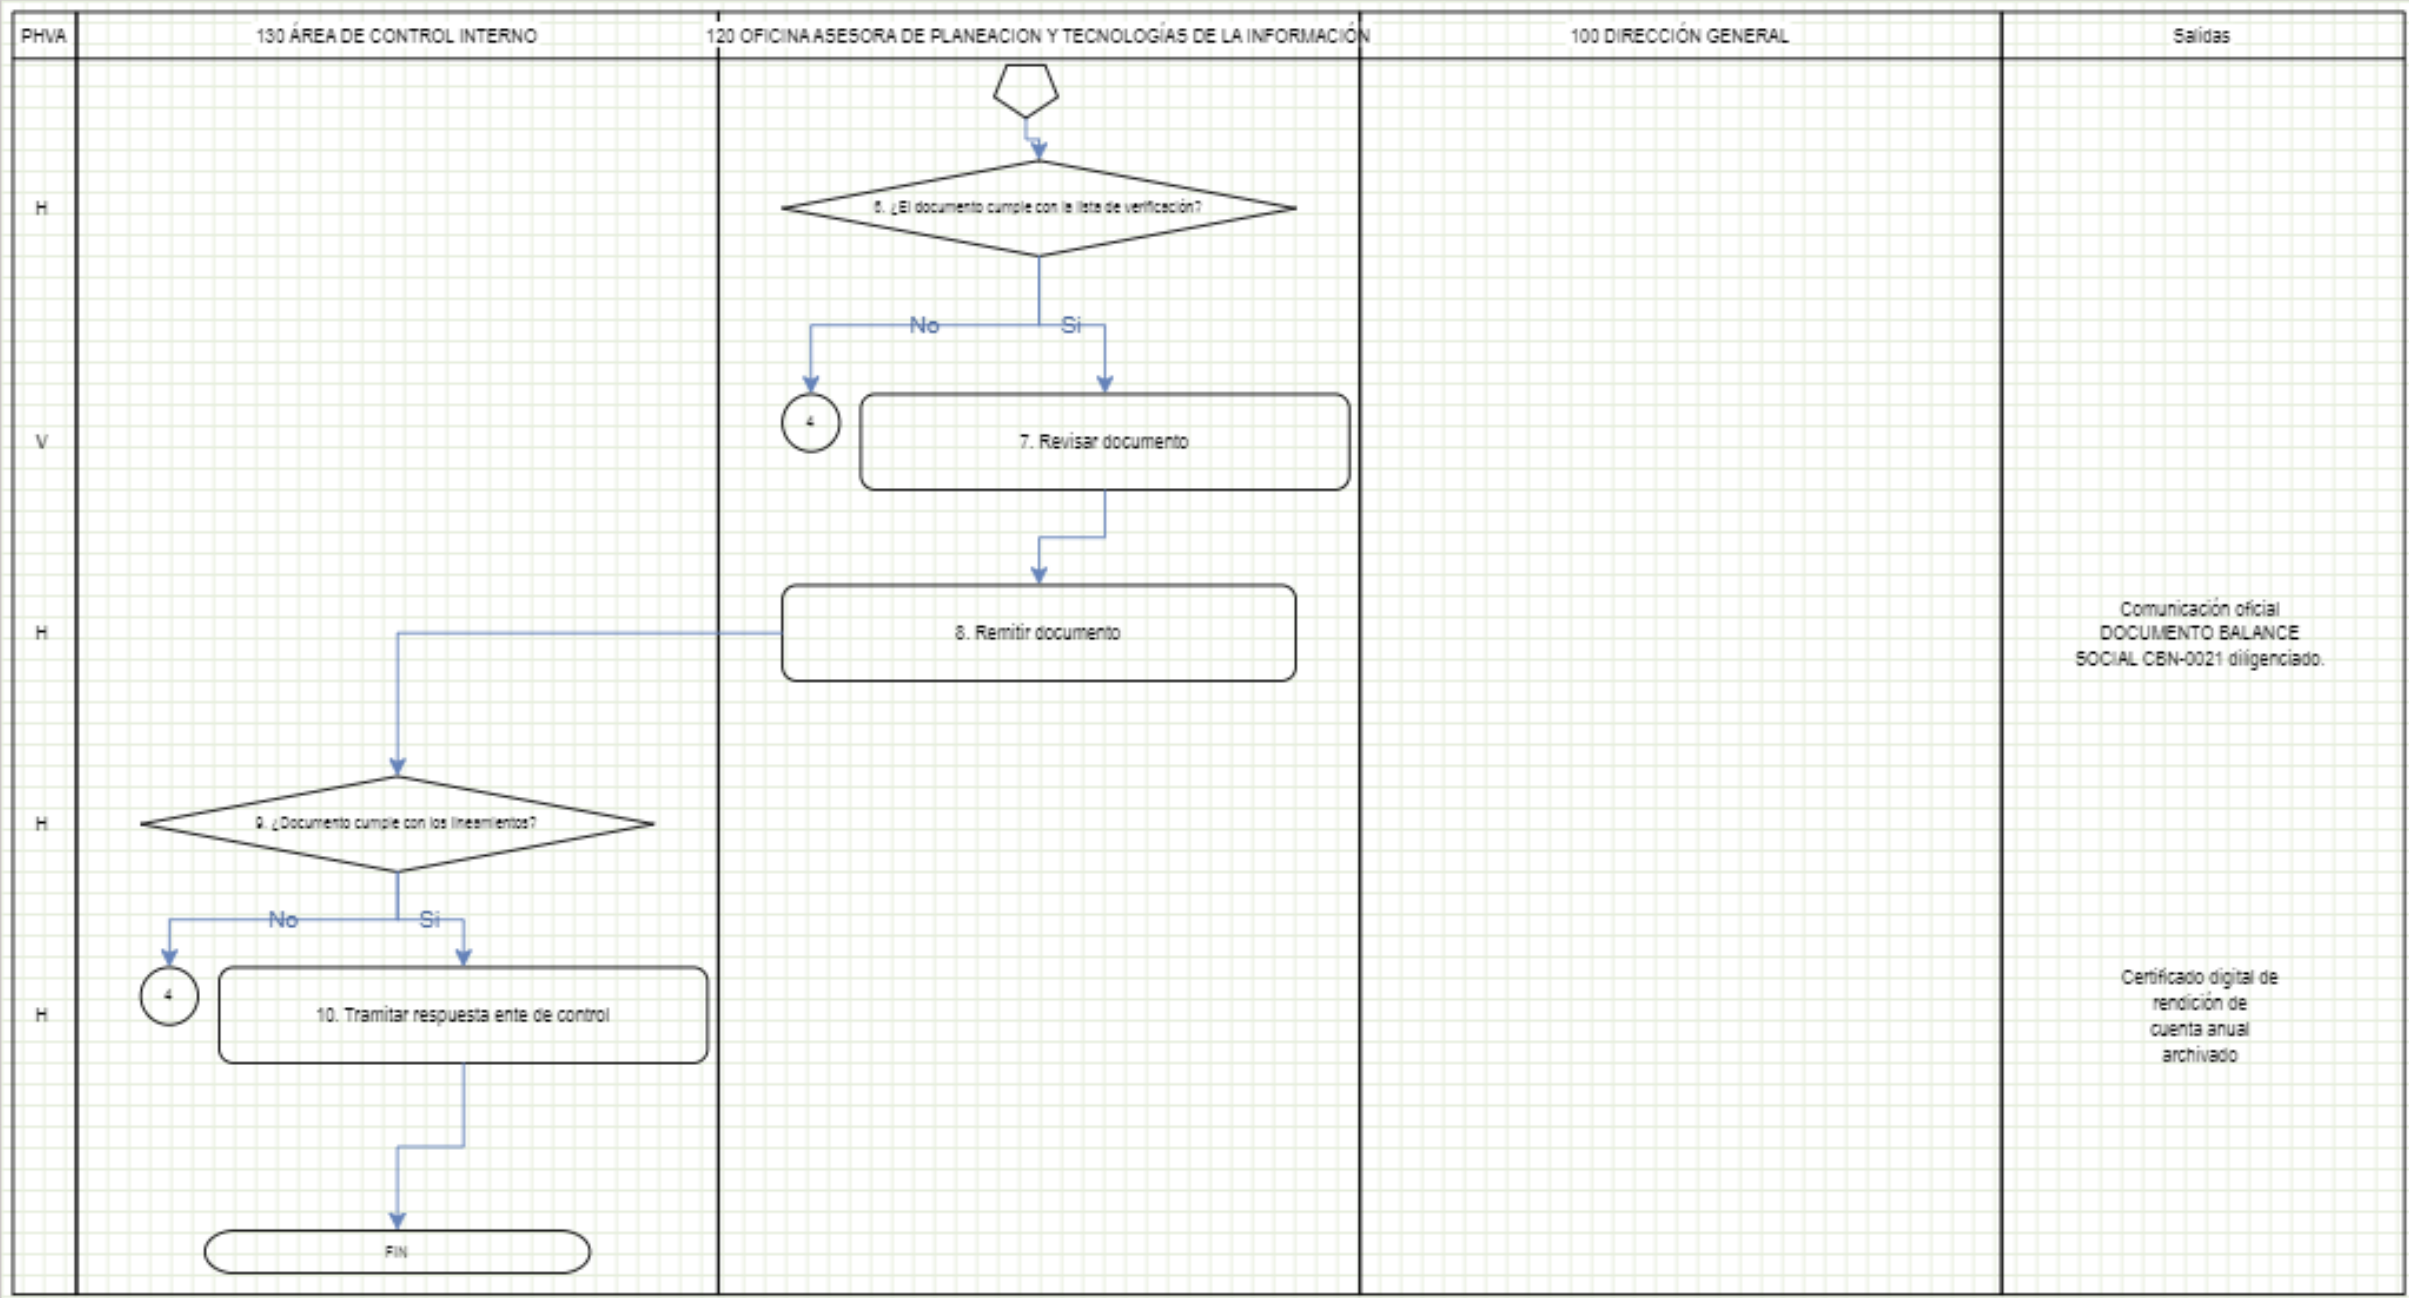 PHVA
130 ÁREA DE CONTROL INTERNO
120 OFICINA ASESORA DE PLANEACION Y TECNOLOGÍAS DE LA INFORMACIÓN
100 DIRECCIÓN GENERAL
Salidas
H
6. ¿El documento cumple con la lista de verificación?
No
Si
V
4
7. Revisar documento
H
8. Remitir documento
Comunicación oficial
DOCUMENTO BALANCE
SOCIAL CBN-0021 diligenciado.
H
9. ¿Documento cumple con los lineamientos?
No
Si
H
4
10. Tramitar respuesta ente de control
Certificado digital de
rendición de
cuenta anual
archivado
FIN